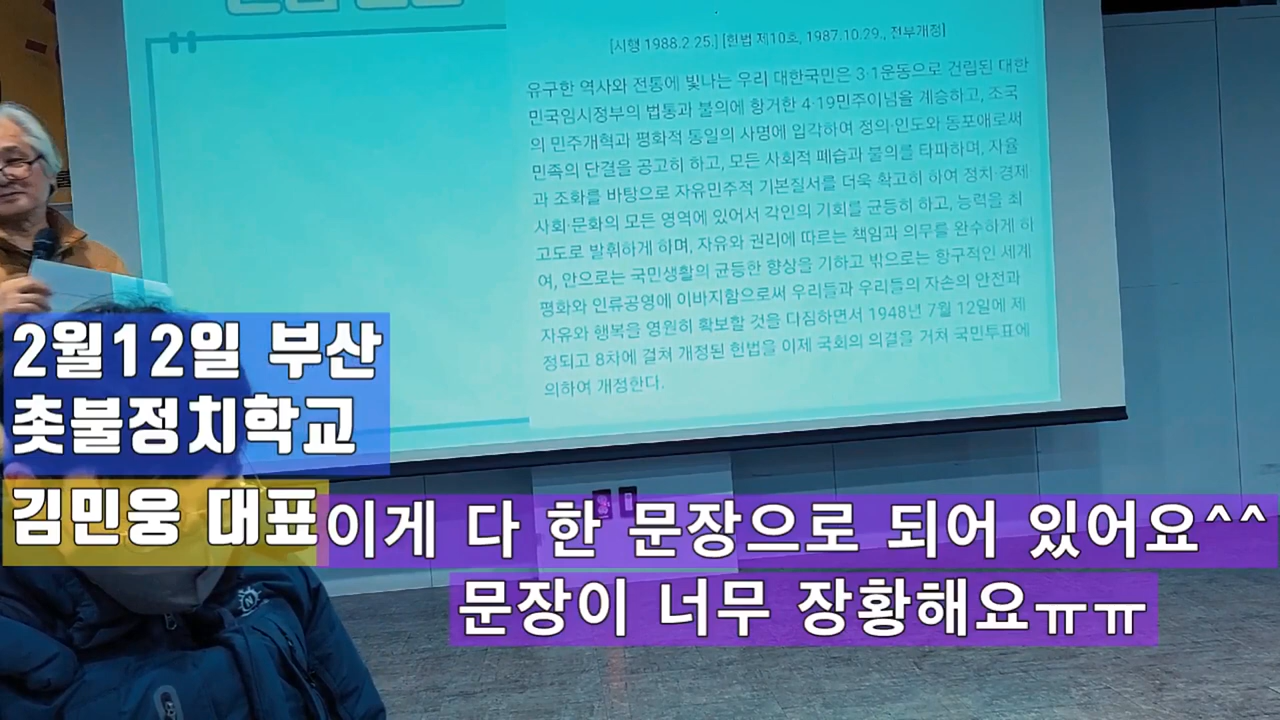 [시행 1988.2.25.] [헌법 제10호, 1987.10.29., 전부개정]
유구한 역사와 전통에 빛나는 우리 대한국민은 3·1운동으로 건립된 대한
민국임시정부의 법통과 불의에 항거한 4·19민주이념을 계승하고, 조국
의 민주개혁과 평화적 통일의 사명에 입각하여 정의·인도와 동포애로써
민족의 단결을 공고히 하고, 모든 사회적 폐습과 불의를 타파하며, 자율
과 조화를 바탕으로 자유민주적 기본질서를 더욱 확고히 하여 정치·경제·
사회·문화의 모든 영역에 있어서 각인의 기회를 균등히 하고, 능력을 최
고도로 발휘하게 하며, 자유와 권리에 따르는 책임과 의무를 완수하게 하
여, 안으로는 국민생활의 균등한 향상을 기하고 밖으로는 항구적인 세계
평화와 인류공영에 이바지함으로써 우리들과 우리들의 자손의 안전과
자유와 행복을 영원히 확보할 것을 다짐하면서 1948년 7월 12일에 제
정되고 8차에 걸쳐 개정된 헌법을 이제 국회의 의결을 거쳐 국민투표에
의하여 개정한다.
2월12일 부산
촛불정치학교
김민웅 대표
이게 다 한 문장으로 되어 있어요^^
문장이 너무 장황해요ㅠㅠ